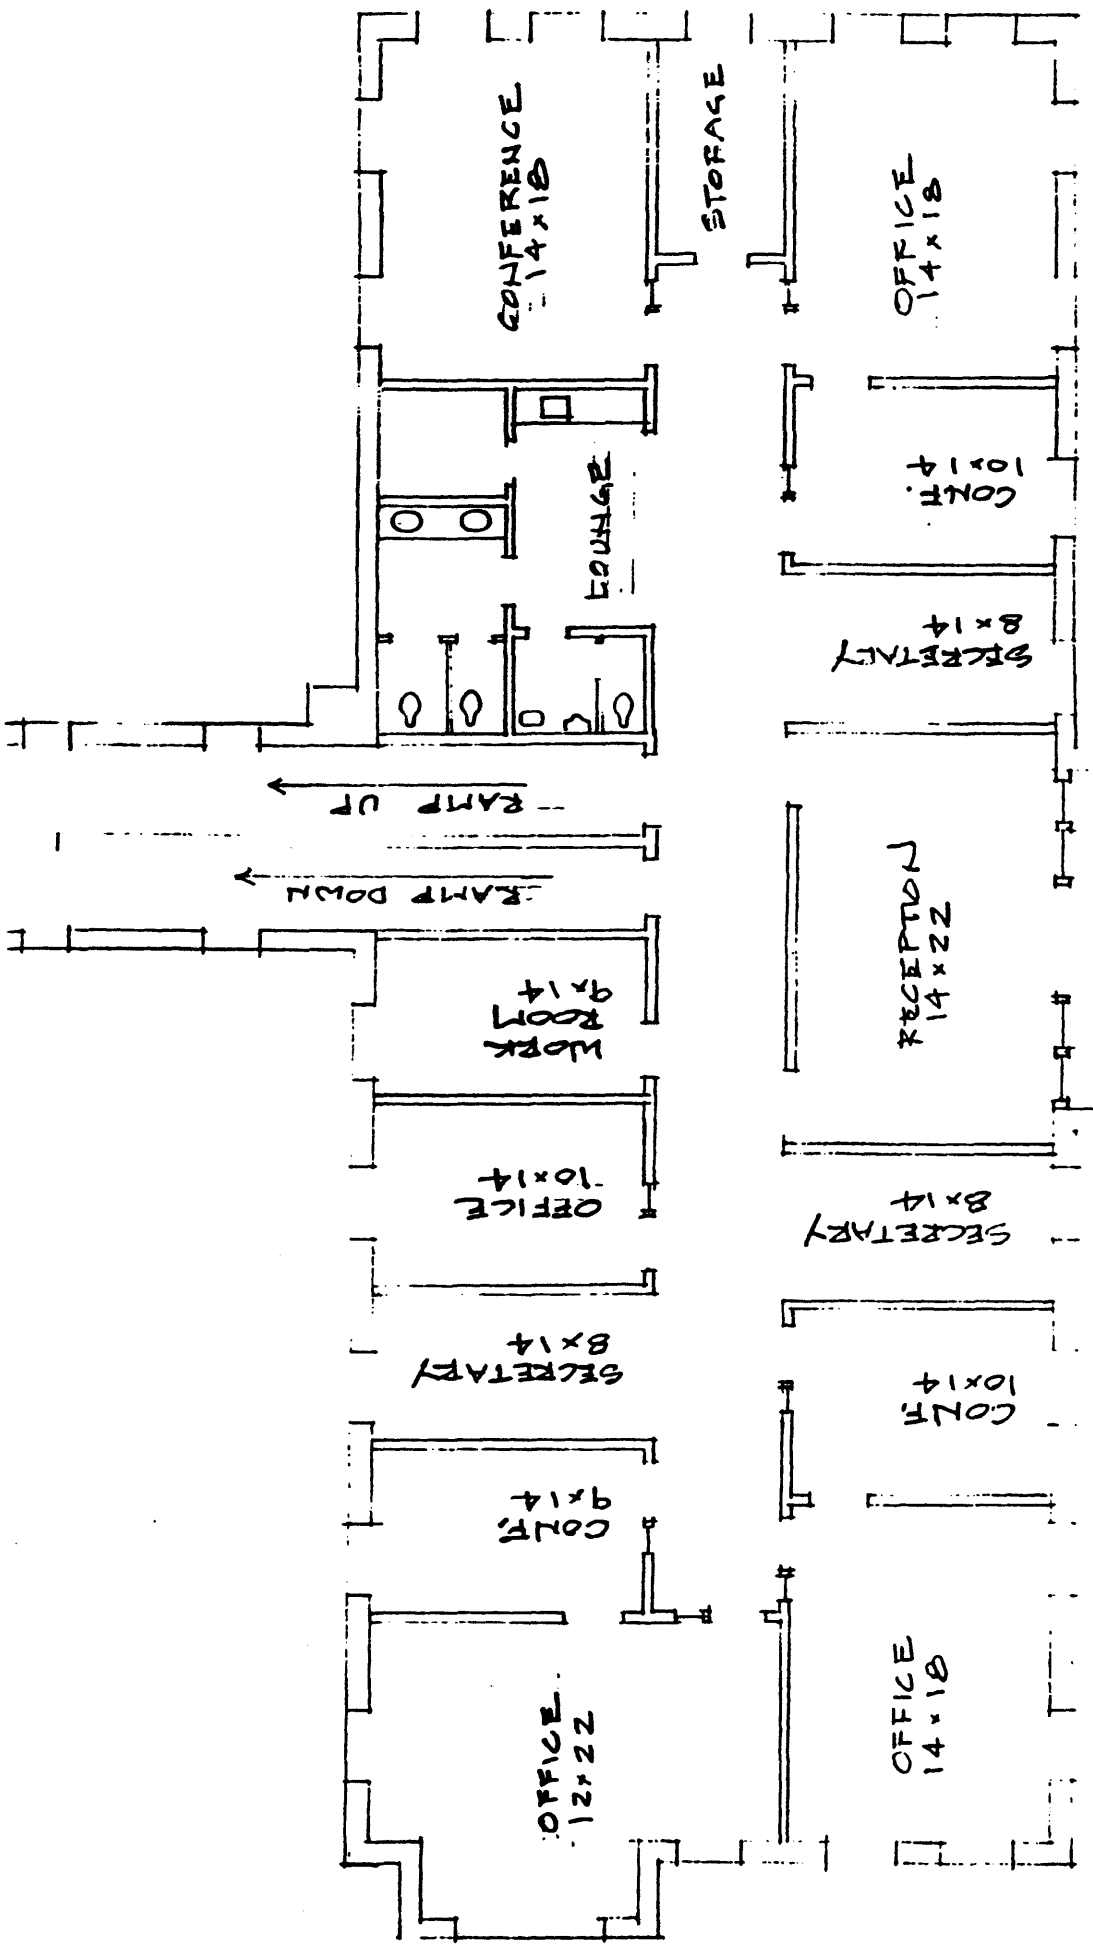 CONFERENCE
14 x 18
STORAGE
OFFICE
14 x 18
LOUNGE
CONF.
10 x 14
SECRETARY
8 x 14
RAMP UP
RAMP DOWN
RECEPTION
14 x 22
WORK
ROOM
9 x 14
OFFICE
10 x 14
SECRETARY
8 x 14
SECRETARY
8 x 14
CONF.
9 x 14
CONF.
10 x 14
OFFICE
12 x 22
OFFICE
14 x 18